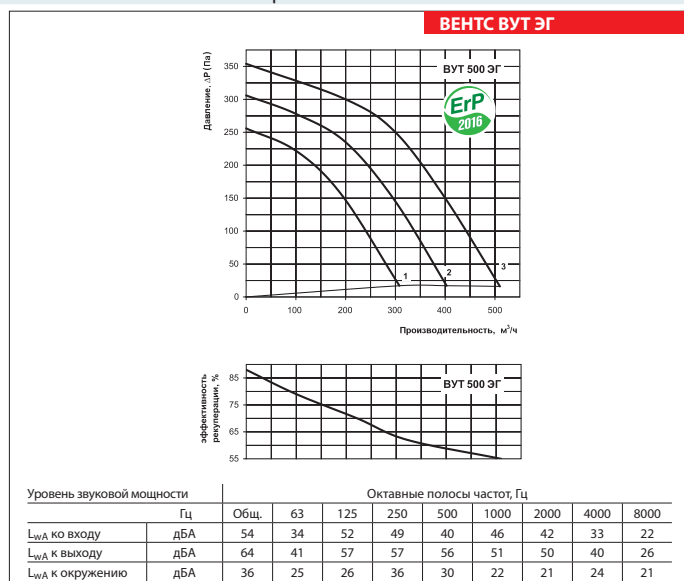 ВЕНТС ВУТ ЭГ
Давление, ΔP (Па)
350
300
250
200
150
100
50
0
ВУТ 500 ЭГ
ErP
2016
1
2
3
0 100 200 300 400 500
Производительность, м³/ч
эффективность
рекуперации, %
85
75
65
55
ВУТ 500 ЭГ
Уровень звуковой мощности Октавные полосы частот, Гц
Гц Общ. 63 125 250 500 1000 2000 4000 8000
LwA ко входу дБА 54 34 52 49 40 46 42 33 22
LwA к выходу дБА 64 41 57 57 56 51 50 40 26
LwA к окружению дБА 36 25 26 36 30 22 21 24 21